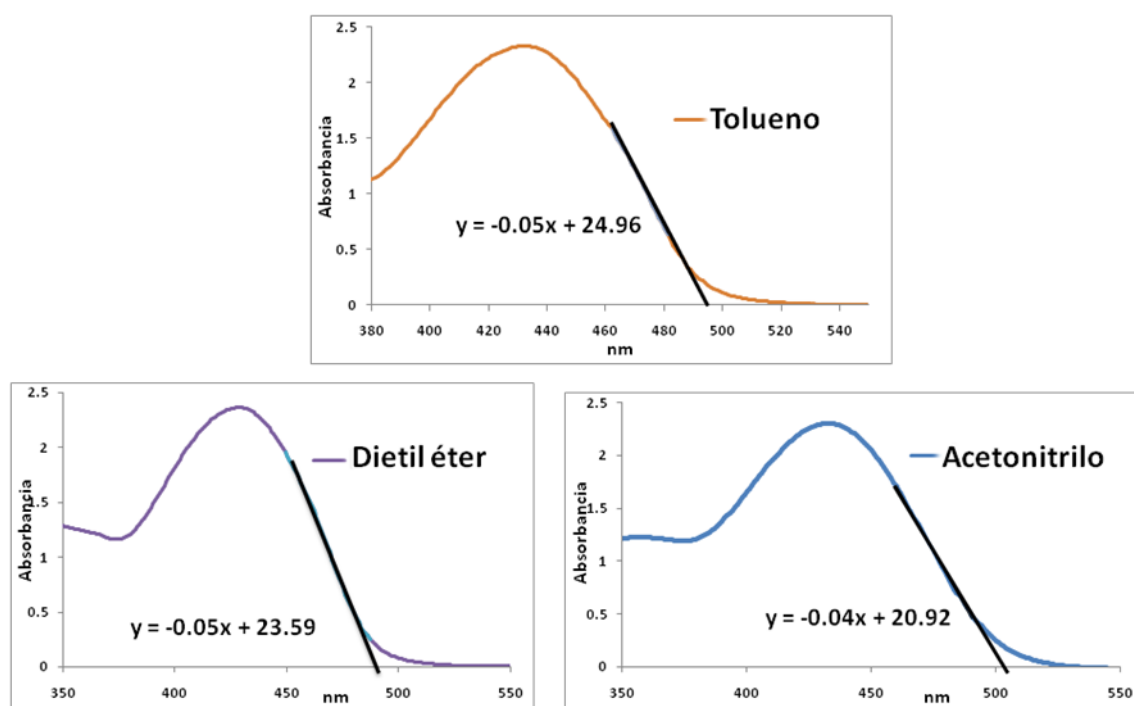 2.5
2
1.5
1
0.5
0
Absorbancia
Tolueno
y = -0.05x + 24.96
380 400 420 440 460 480 500 520 540
nm
2.5
2
1.5
1
0.5
0
Absorbancia
Dietil éter
y = -0.05x + 23.59
350 400 450 500 550
nm
2.5
2
1.5
1
0.5
0
Absorbancia
Acetonitrilo
y = -0.04x + 20.92
350 400 450 500 550
nm